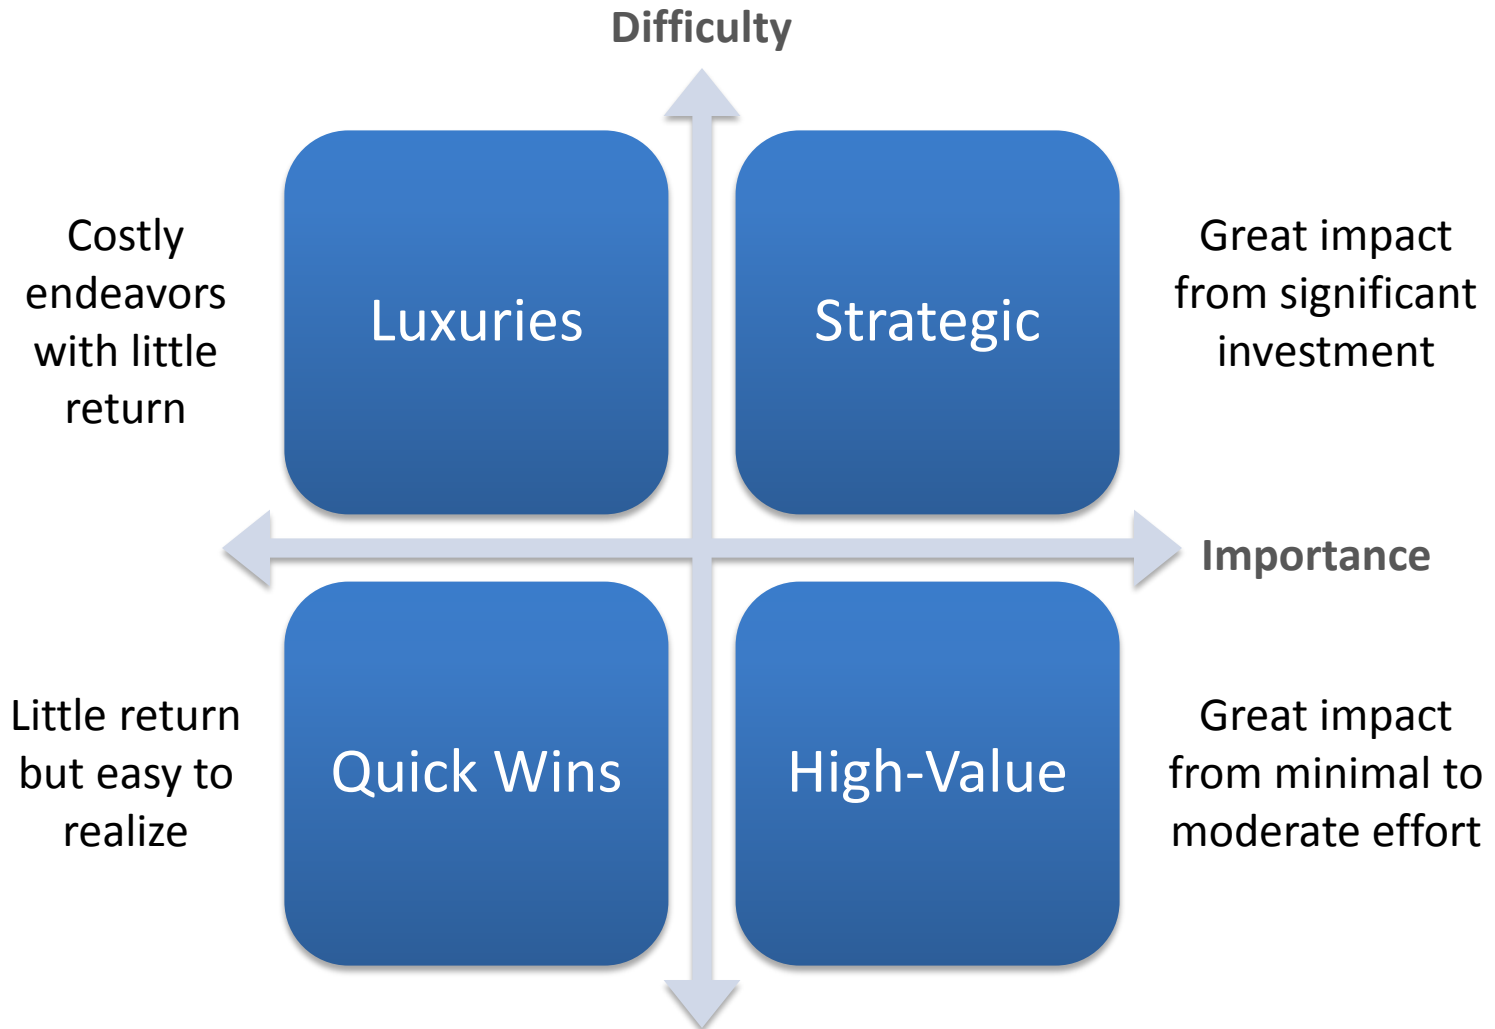 Difficulty
Costly
endeavors
with little
return
Luxuries
Strategic
Great impact
from significant
investment
Importance
Little return
but easy to
realize
Quick Wins
High-Value
Great impact
from minimal to
moderate effort